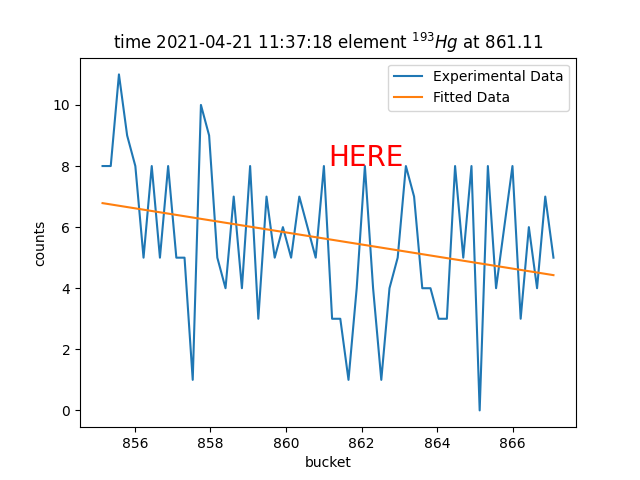 time 2021-04-21 11:37:18 element ¹⁹³Hg at 861.11
Experimental Data
Fitted Data
HERE
counts
10
8
6
4
2
0
856 858 860 862 864 866
bucket